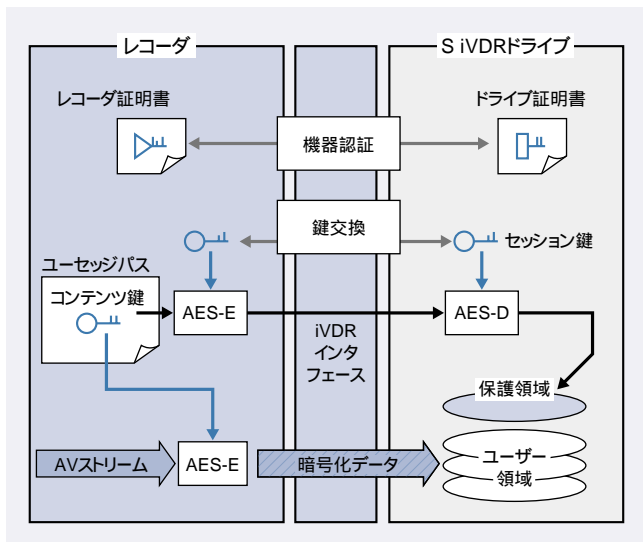 レコーダ
S iVDRドライブ
レコーダ証明書
ドライブ証明書
機器認証
鍵交換
セッション鍵
ユーセッジパス
コンテンツ鍵
AES-E
AES-D
iVDR
インタ
フェース
保護領域
AVストリーム
AES-E
暗号化データ
ユーザー
領域